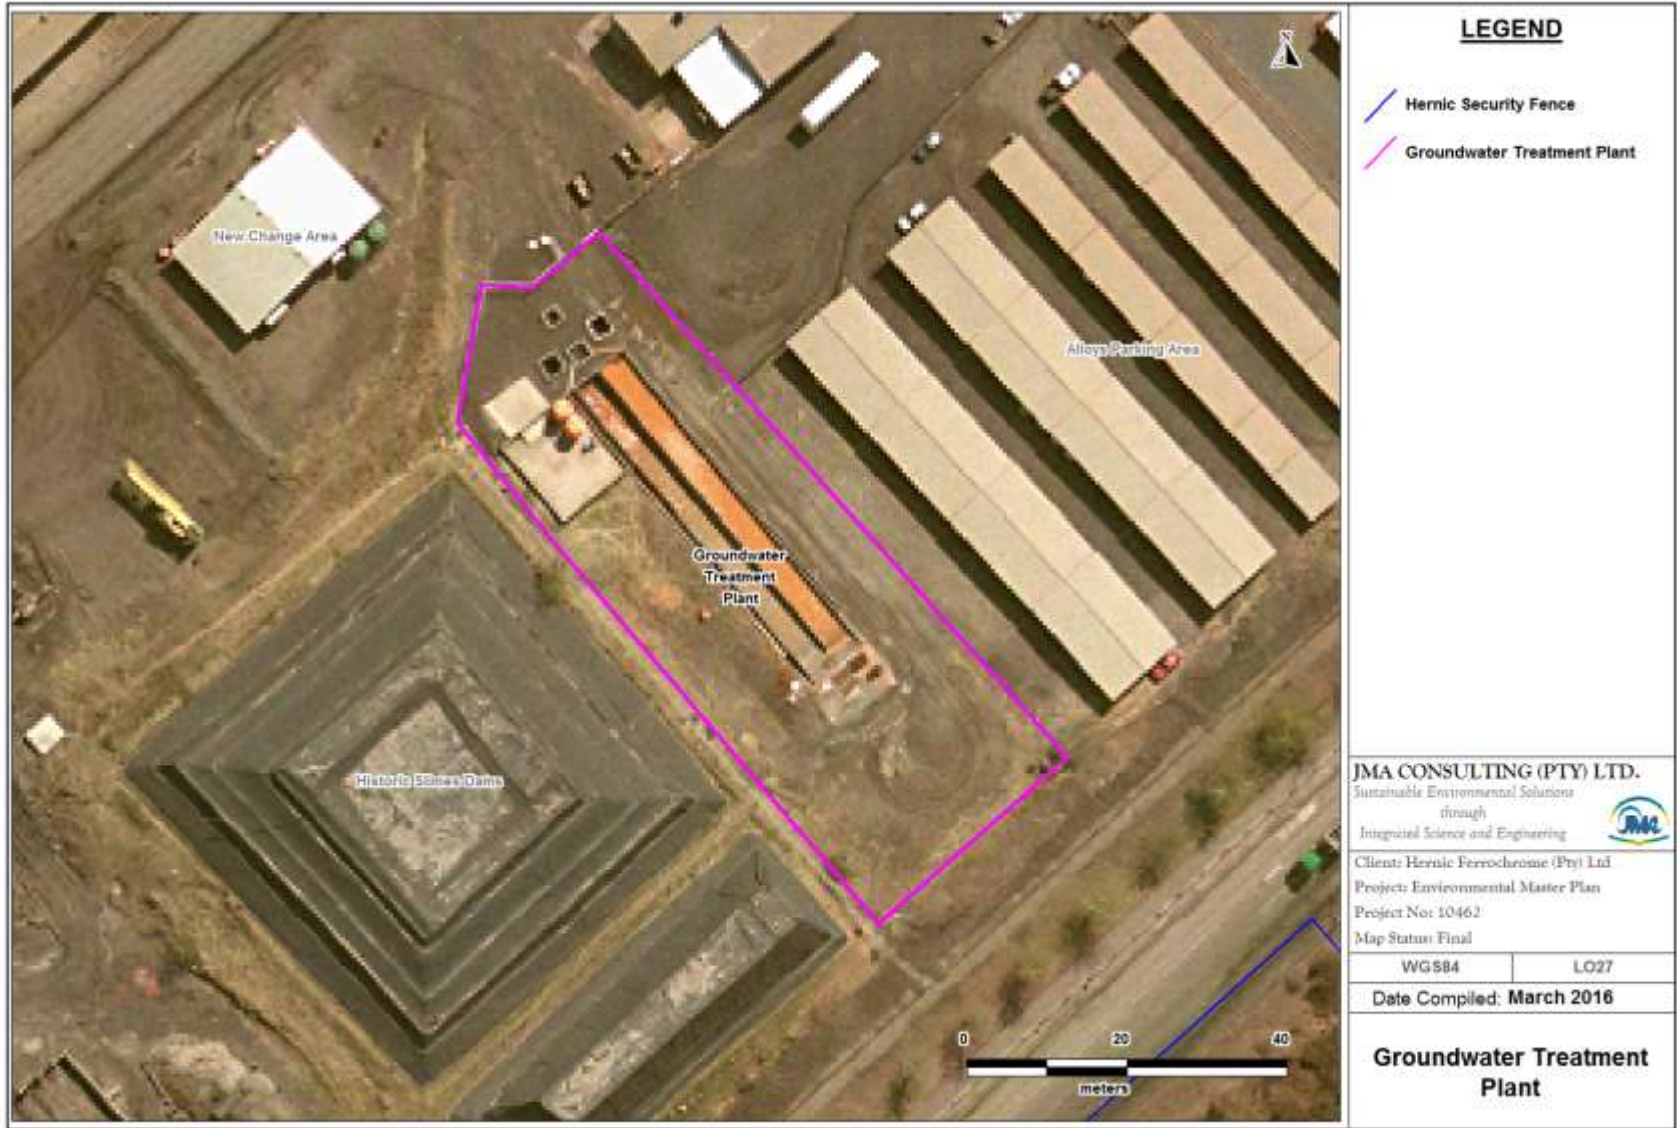 LEGEND
Hernic Security Fence
Groundwater Treatment Plant
N
New Change Area
Alloys Parking Area
Groundwater
Treatment
Plant
Historic Slimes Dams
0 20 40
meters
JMA CONSULTING (PTY) LTD.
Sustainable Environmental Solutions
through
Integrated Science and Engineering
JMA
Client: Hernic Ferrochrome (Pty) Ltd
Project: Environmental Master Plan
Project No: 10462
Map Status: Final
WGS84 LO27
Date Compiled: March 2016
Groundwater Treatment
Plant